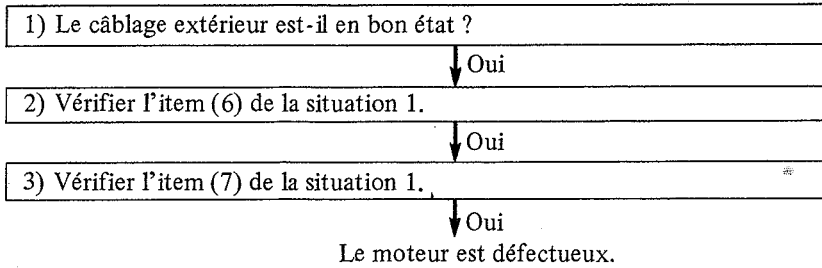 1) Le câblage extérieur est-il en bon état ?
Oui
2) Vérifier l'item (6) de la situation 1.
Oui
3) Vérifier l'item (7) de la situation 1.
Oui
Le moteur est défectueux.